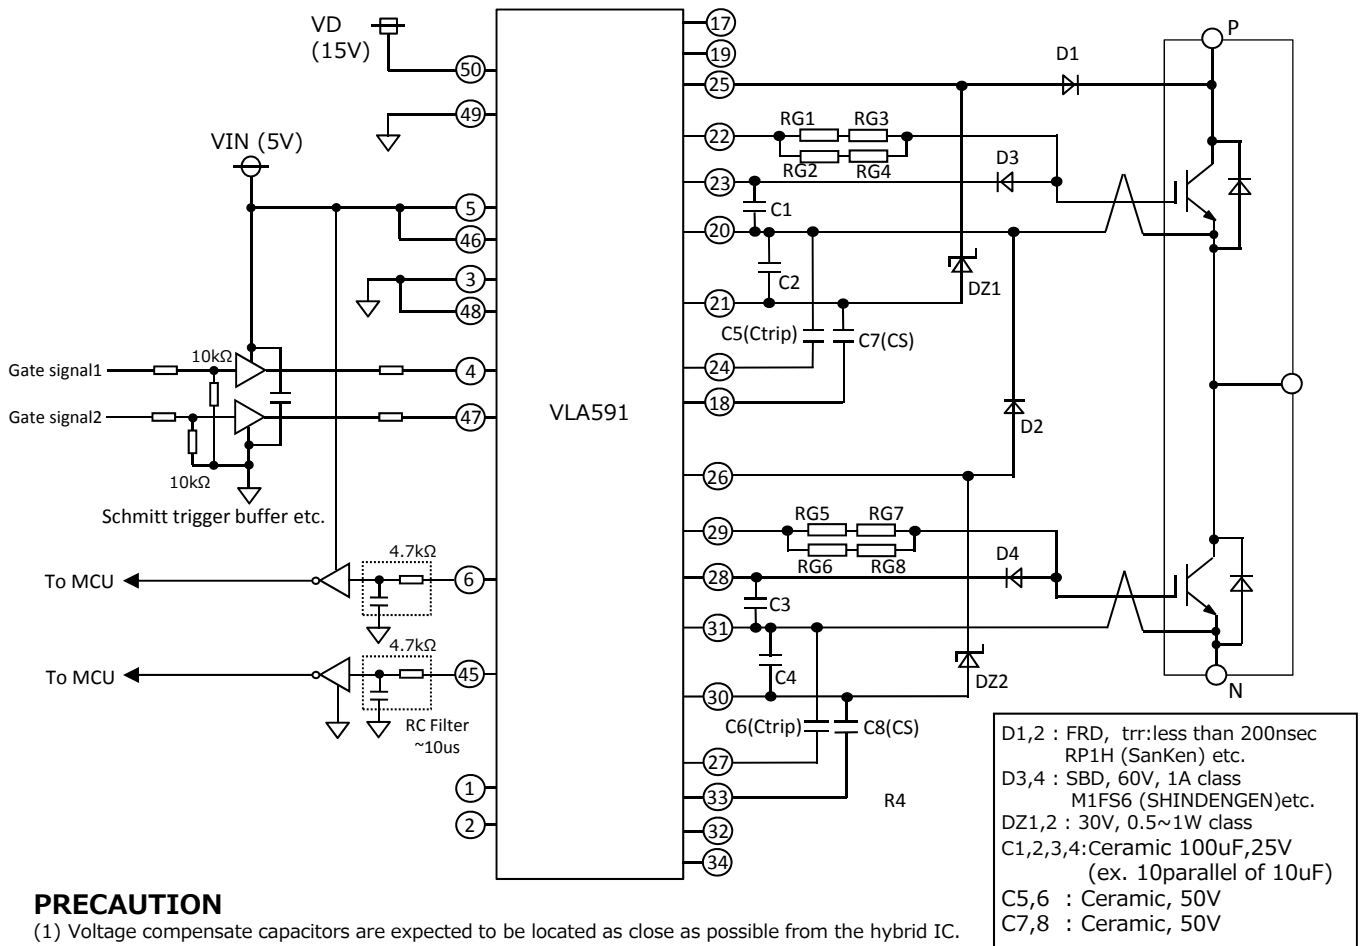 VD
(15V)
50
49
VIN (5V)
5
46
3
48
Gate signal1
10kΩ
4
Gate signal2
47
10kΩ
Schmitt trigger buffer etc.
To MCU
4.7kΩ
6
To MCU
4.7kΩ
45
RC Filter
~10us
1
2
VLA591
17
19
25
D1
P
22
RG1
RG3
RG2
RG4
23
D3
C1
20
C2
DZ1
21
C5(Ctrip)
C7(CS)
24
18
D2
26
29
RG5
RG7
RG6
RG8
28
D4
C3
31
C4
DZ2
30
N
C6(Ctrip)
C8(CS)
27
33
R4
32
34
D1,2 : FRD, trr:less than 200nsec
RP1H (SanKen) etc.
D3,4 : SBD, 60V, 1A class
M1FS6 (SHINDENGEN)etc.
DZ1,2 : 30V, 0.5~1W class
C1,2,3,4:Ceramic 100uF,25V
(ex. 10parallel of 10uF)
C5,6 : Ceramic, 50V
C7,8 : Ceramic, 50V
PRECAUTION
(1) Voltage compensate capacitors are expected to be located as close as possible from the hybrid IC.